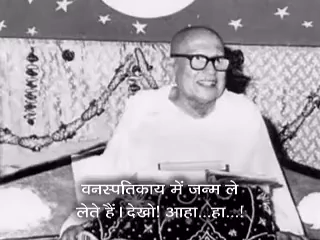 वनस्पतिकाय में जन्म ले
लेते हैं । देखो! आहा...हा...!